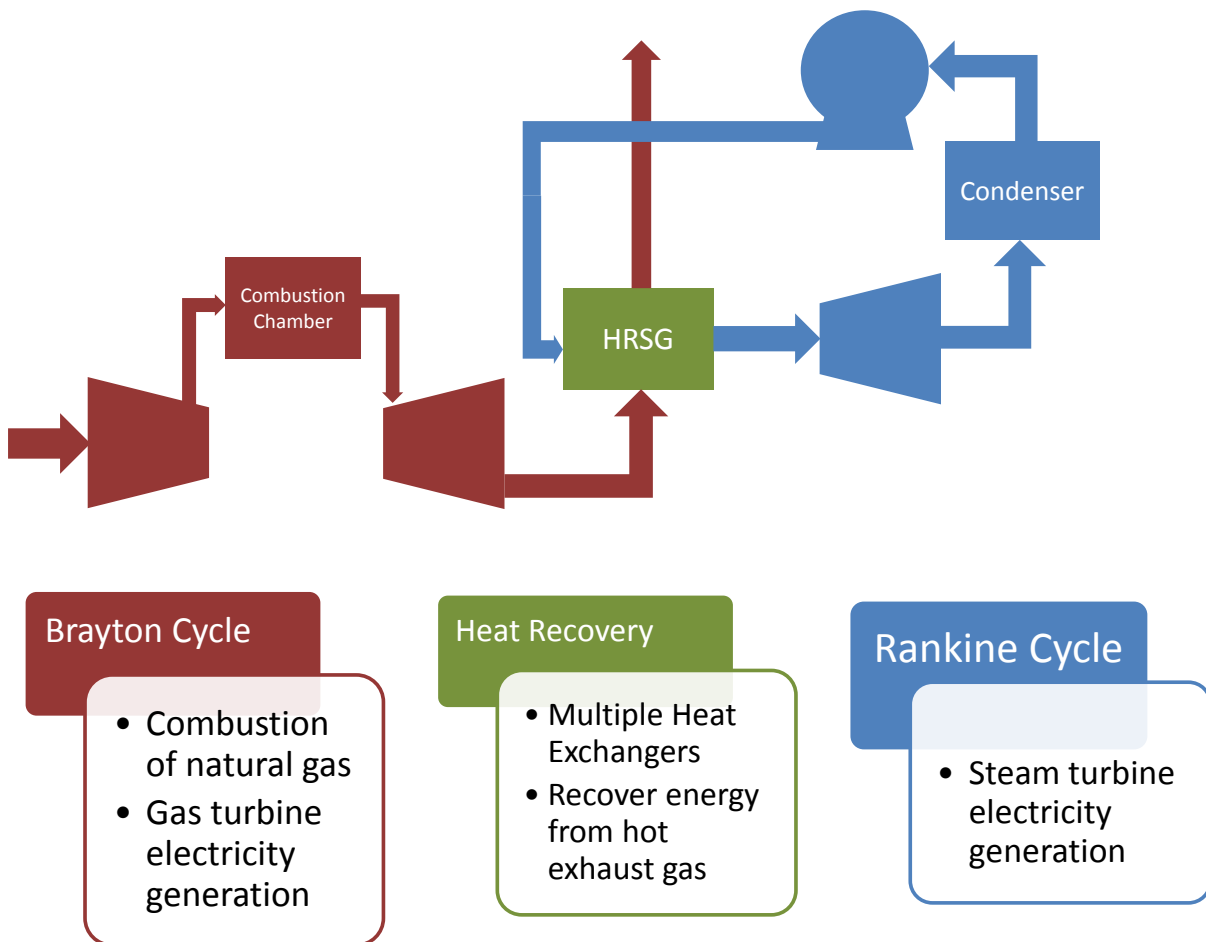 Condenser
Combustion
Chamber
HRSG
Brayton Cycle
• Combustion
of natural gas
• Gas turbine
electricity
generation
Heat Recovery
• Multiple Heat
Exchangers
• Recover energy
from hot
exhaust gas
Rankine Cycle
• Steam turbine
electricity
generation